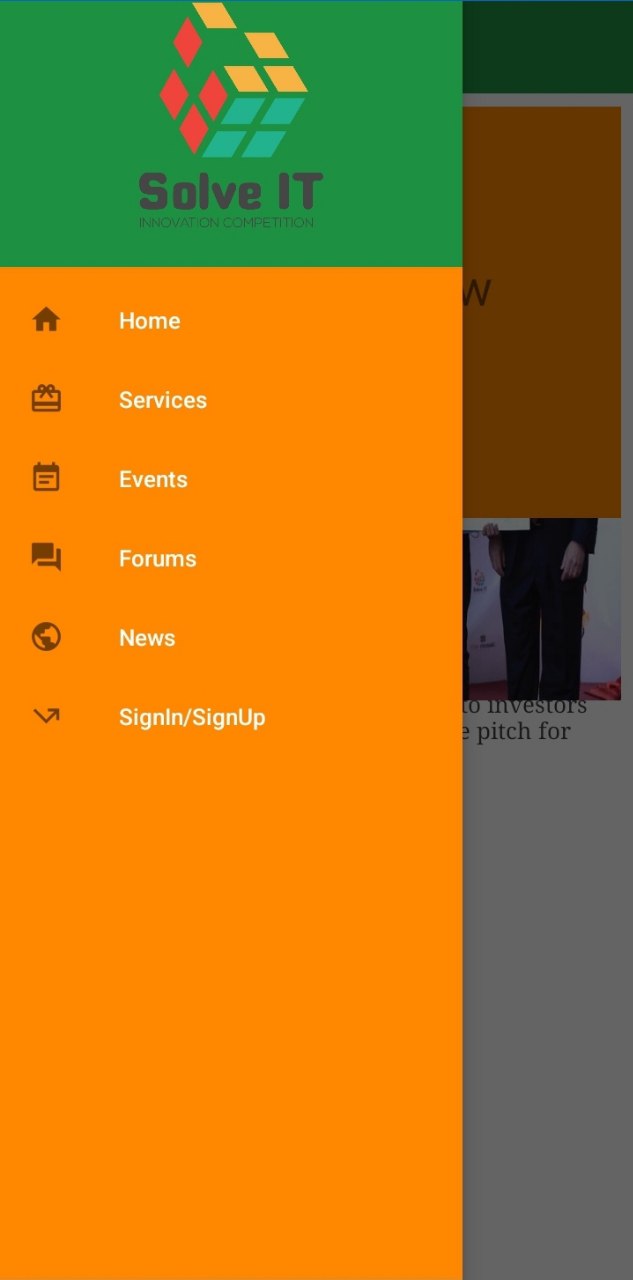 Solve IT
INNOVATION COMPETITION
Home
Services
Events
Forums
News
SignIn/SignUp
to investors
pitch for